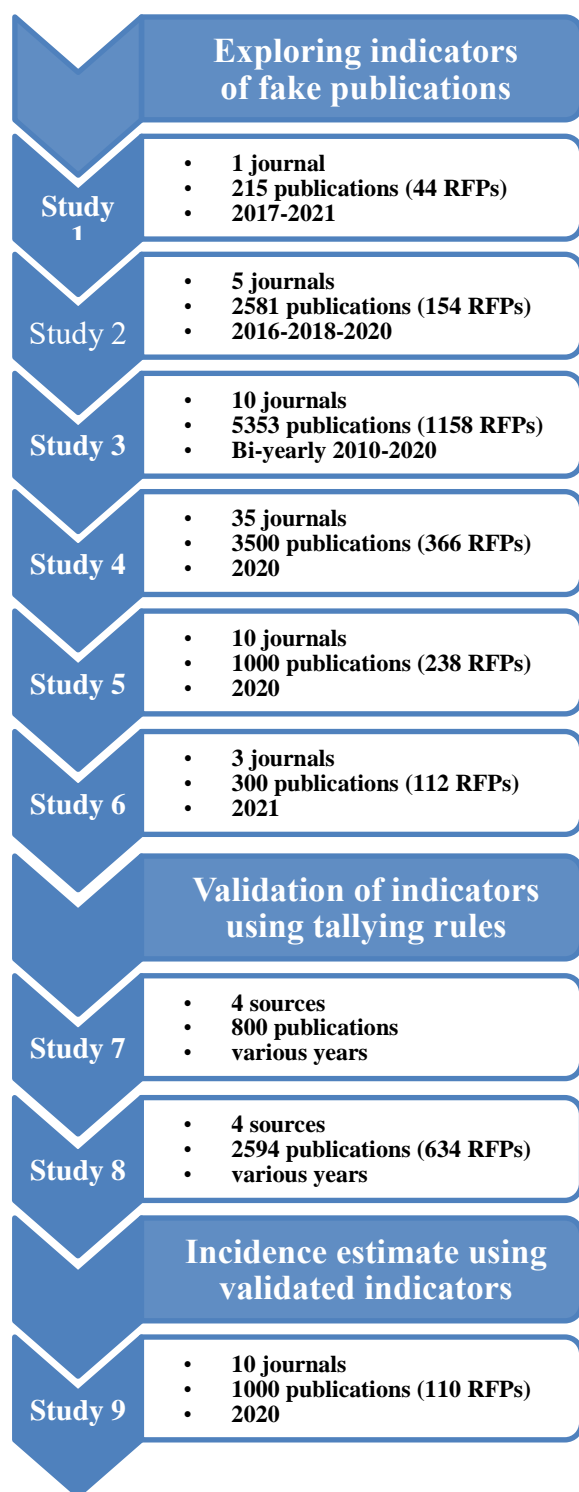 Exploring indicators
of fake publications
Study
1
• 1 journal
• 215 publications (44 RFPs)
• 2017-2021
Study 2
• 5 journals
• 2581 publications (154 RFPs)
• 2016-2018-2020
Study 3
• 10 journals
• 5353 publications (1158 RFPs)
• Bi-yearly 2010-2020
Study 4
• 35 journals
• 3500 publications (366 RFPs)
• 2020
Study 5
• 10 journals
• 1000 publications (238 RFPs)
• 2020
Study 6
• 3 journals
• 300 publications (112 RFPs)
• 2021
Validation of indicators
using tallying rules
Study 7
• 4 sources
• 800 publications
• various years
Study 8
• 4 sources
• 2594 publications (634 RFPs)
• various years
Incidence estimate using
validated indicators
Study 9
• 10 journals
• 1000 publications (110 RFPs)
• 2020